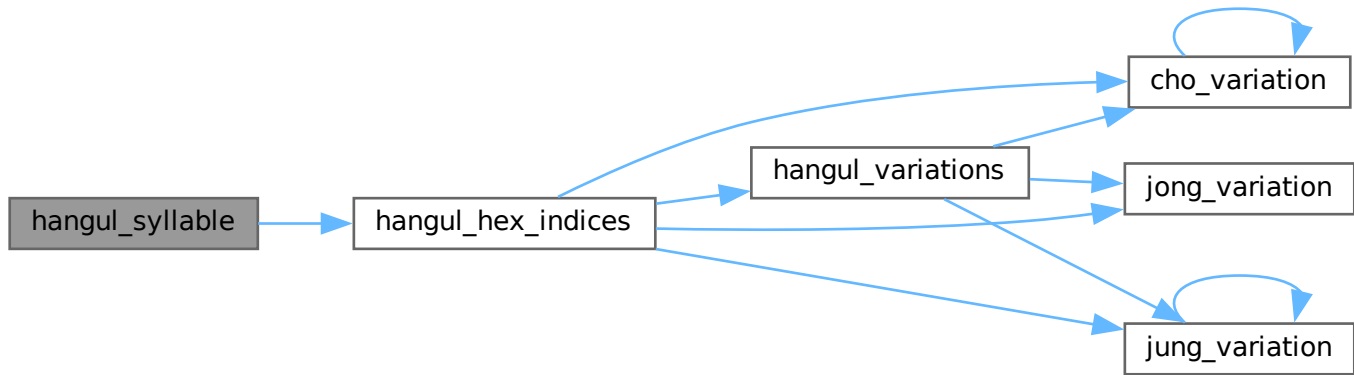 hangul_syllable
hangul_hex_indices
hangul_variations
cho_variation
jong_variation
jung_variation